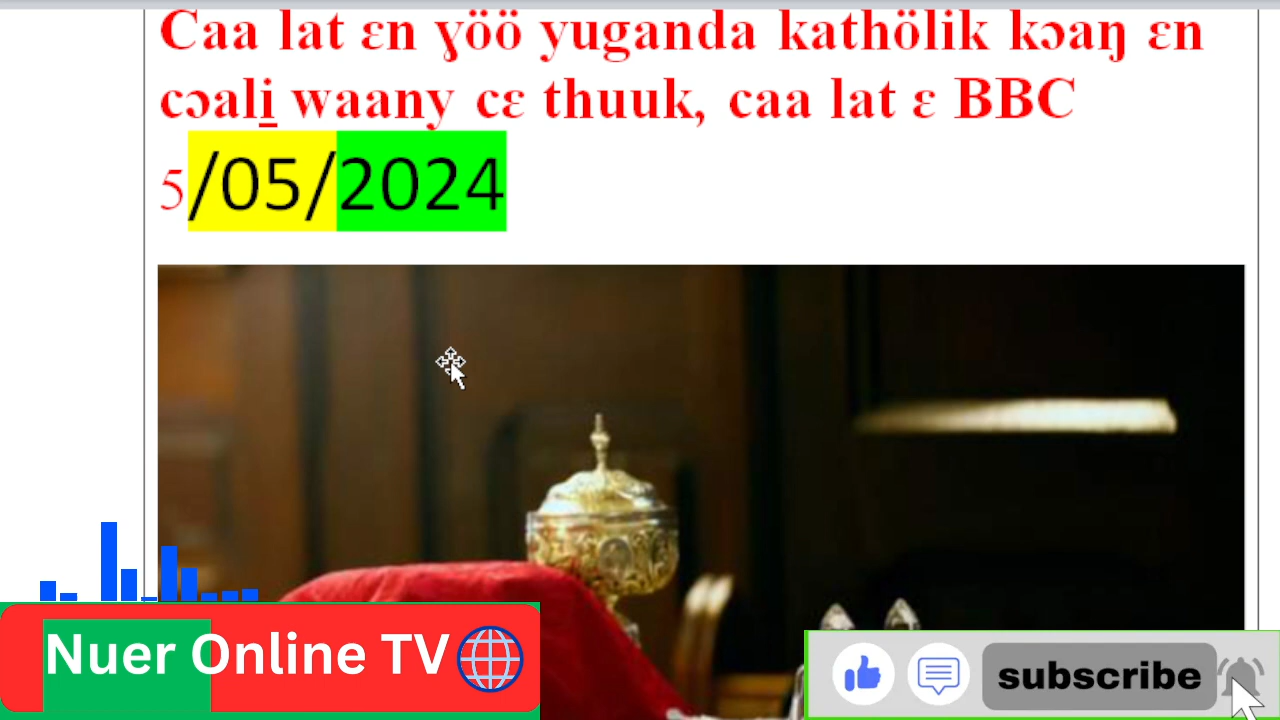 Caa lat ɛn ɣöö yuganda kathölik kɔaŋ ɛn
cɔali̱ waany cɛ thuuk, caa lat ɛ BBC
5/05/2024
Nuer Online TV
subscribe